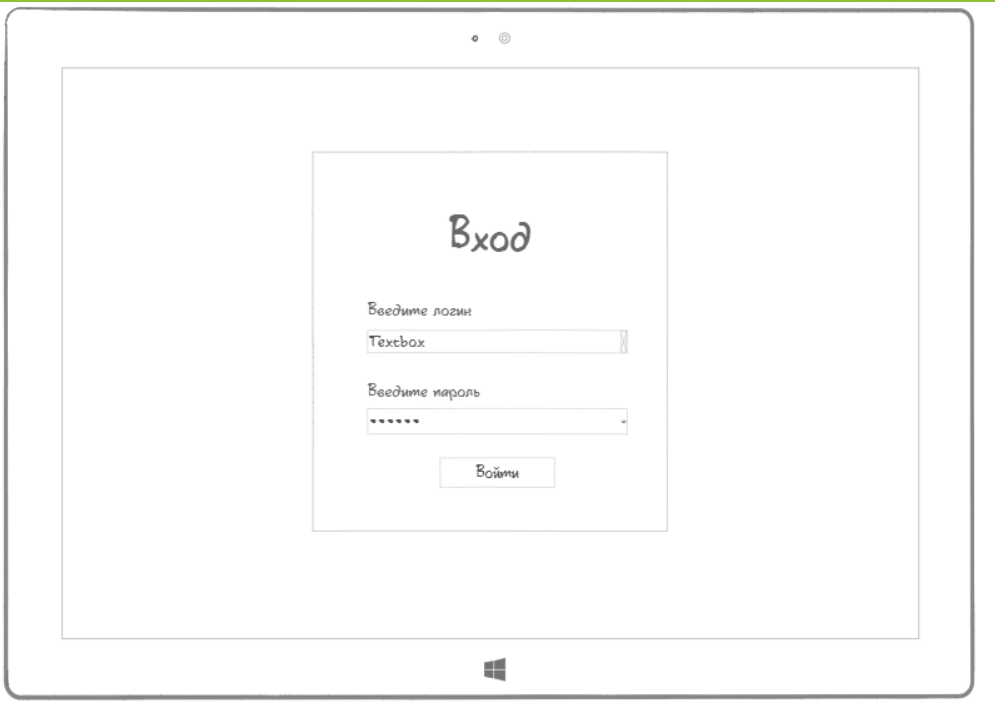 Вход
Введите логин
Textbox
Введите пароль
••••••
Войти